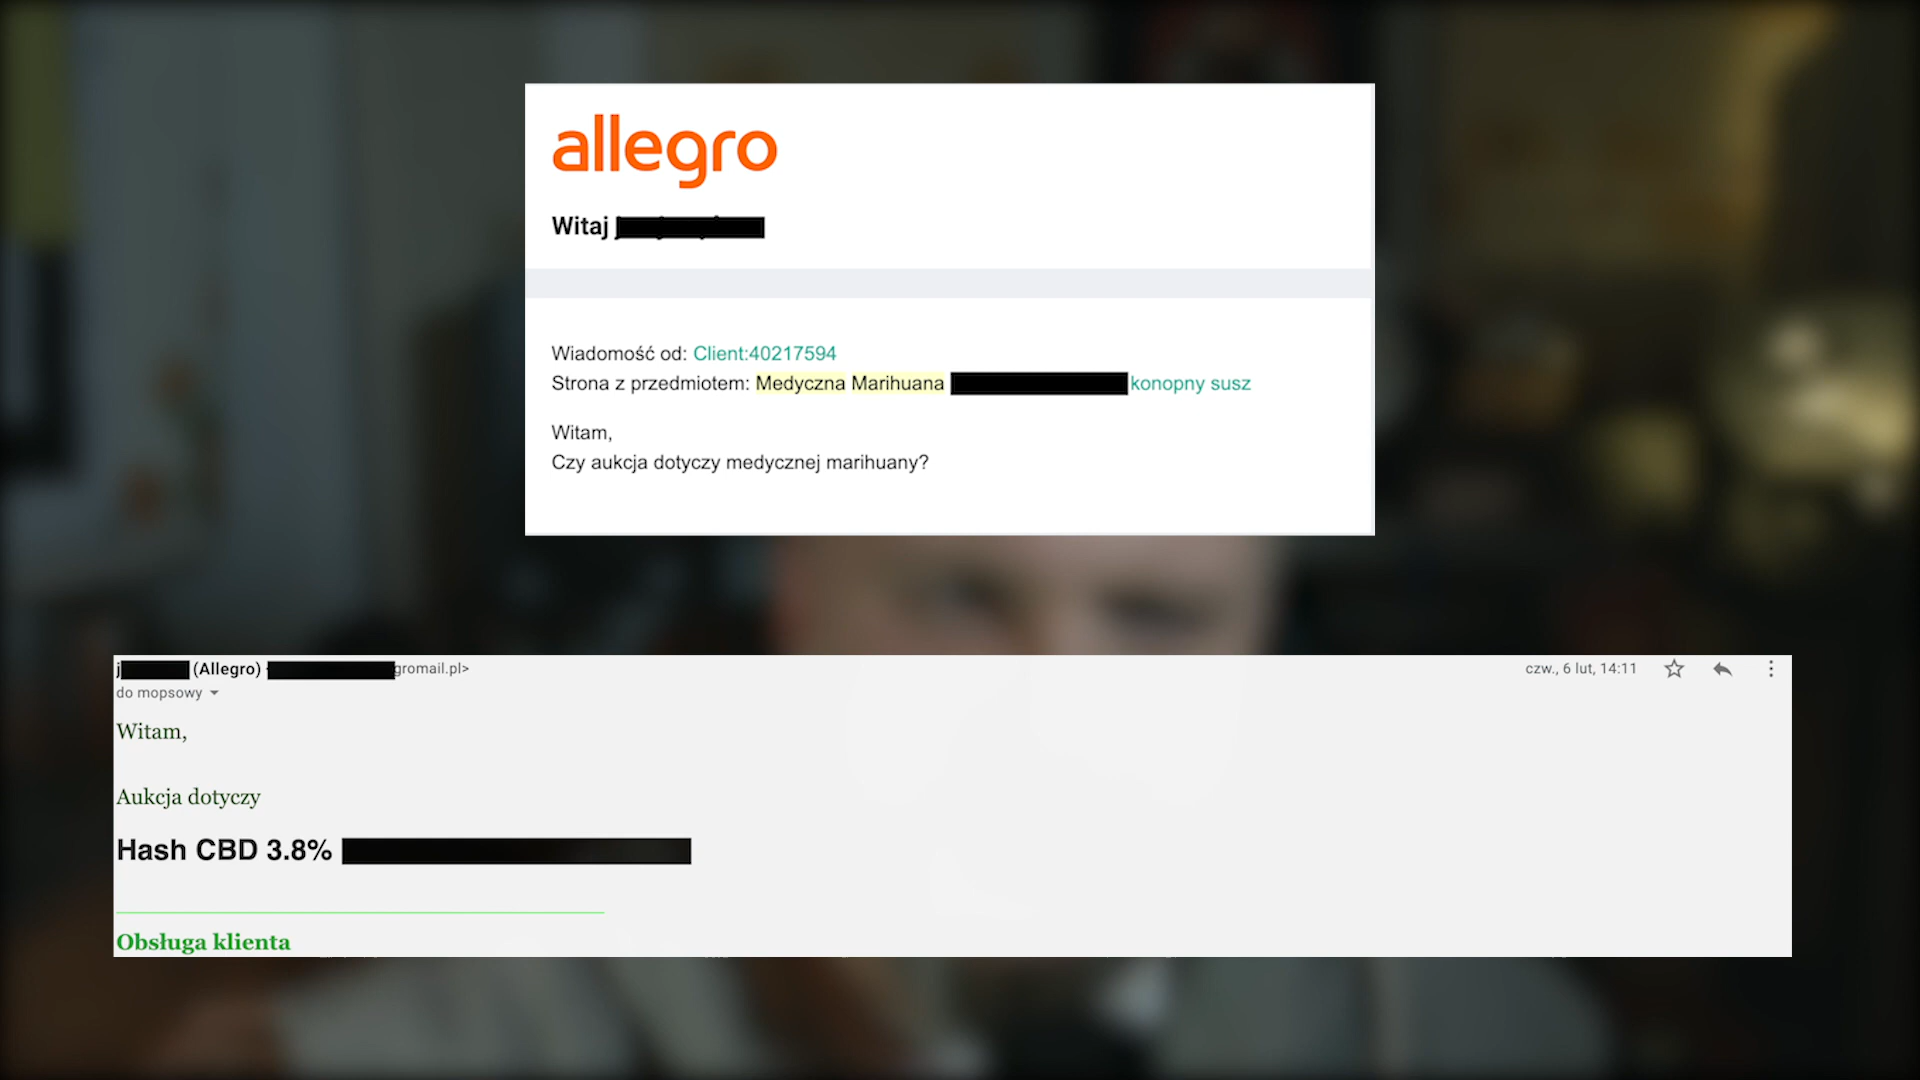 allegro
Witaj
Wiadomość od: Client:40217594
Strona z przedmiotem: Medyczna Marihuana konopny susz
Witam,
Czy aukcja dotyczy medycznej marihuany?
j (Allegro) gromail.pl>
czw., 6 lut, 14:11
do mopsowy
Witam,
Aukcja dotyczy
Hash CBD 3.8%
Obsługa klienta